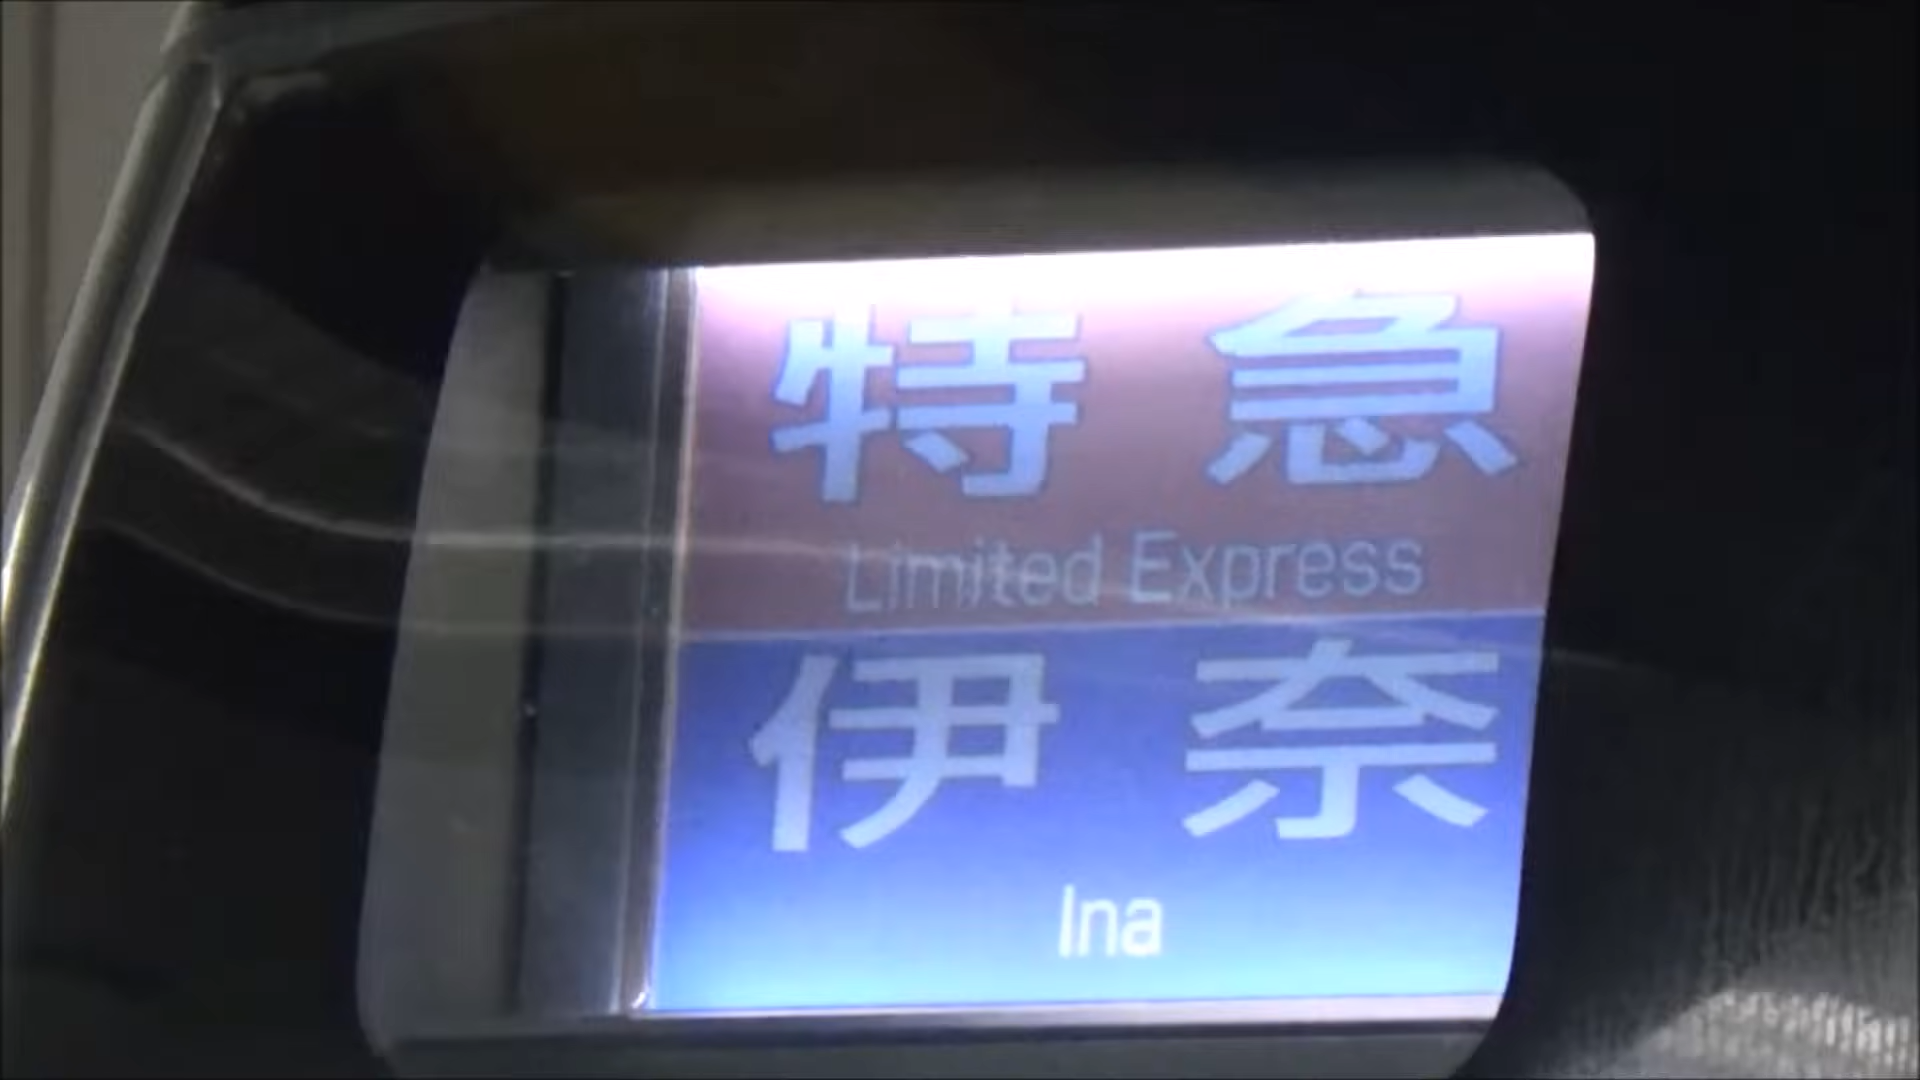 特急
Limited Express
伊奈
Ina